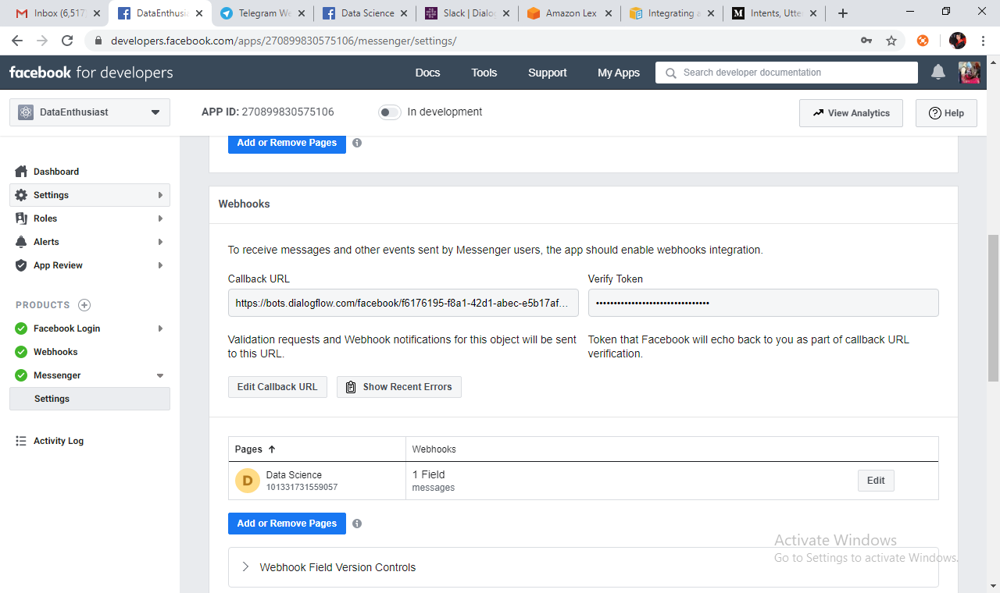 Inbox (6,517
DataEnthusia
Telegram We
Data Science
Slack | Dialo
Amazon Lex
Integrating a
Intents, Utte
developers.facebook.com/apps/270899830575106/messenger/settings/
facebook for developers
Docs
Tools
Support
My Apps
Search developer documentation
DataEnthusiast
APP ID: 270899830575106
In development
View Analytics
Help
Dashboard
Settings
Roles
Alerts
App Review
PRODUCTS
Facebook Login
Webhooks
Messenger
Settings
Activity Log
Add or Remove Pages
Webhooks
To receive messages and other events sent by Messenger users, the app should enable webhooks integration.
Callback URL
Verify Token
https://bots.dialogflow.com/facebook/f6176195-f8a1-42d1-abec-e5b17af...
Validation requests and Webhook notifications for this object will be sent
to this URL.
Token that Facebook will echo back to you as part of callback URL
verification.
Edit Callback URL
Show Recent Errors
Pages
Webhooks
D
Data Science
101331731559057
1 Field
messages
Edit
Add or Remove Pages
Webhook Field Version Controls
Activate Windows
Go to Settings to activate Windows.